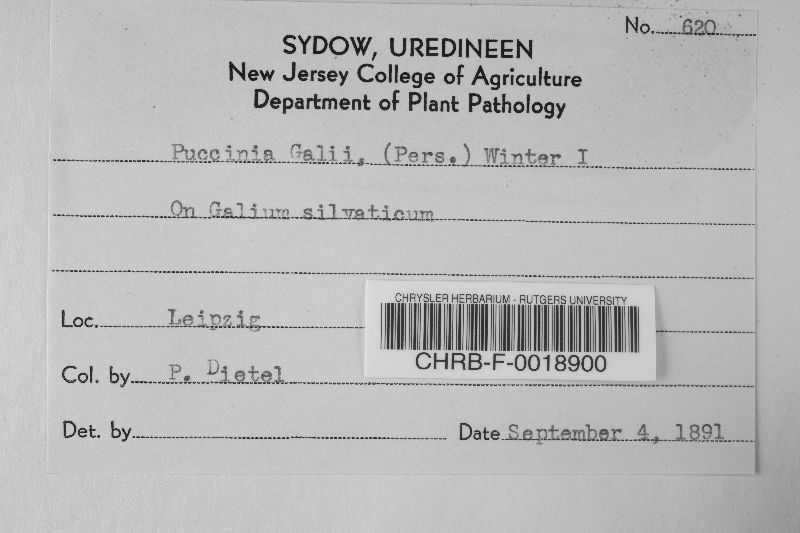 No. 620
SYDOW, UREDINEEN
New Jersey College of Agriculture
Department of Plant Pathology
Puccinia Galii, (Pers.) Winter I
On Galium silvaticum
Loc. Leipzig
CHRYSLER HERBARIUM - RUTGERS UNIVERSITY
CHRB-F-0018900
Col. by P. Dietel
Det. by
Date September 4, 1891